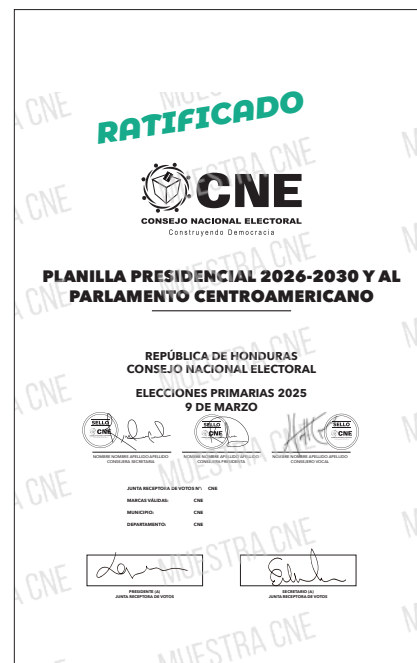 RATIFICADO
CNE
CONSEJO NACIONAL ELECTORAL
Construyendo Democracia
PLANILLA PRESIDENCIAL 2026-2030 Y AL
PARLAMENTO CENTROAMERICANO
REPÚBLICA DE HONDURAS
CONSEJO NACIONAL ELECTORAL
ELECCIONES PRIMARIAS 2025
9 DE MARZO
SELLO CNE SELLO CNE SELLO CNE
NOMBRE NOMBRE APELLIDO APELLIDO NOMBRE NOMBRE APELLIDO APELLIDO NOMBRE NOMBRE APELLIDO APELLIDO
CONSEJERA SECRETARIA CONSEJERA PRESIDENTA CONSEJERO VOCAL
JUNTA RECEPTORA DE VOTOS N°: CNE
MARCAS VÁLIDAS: CNE
MUNICIPIO: CNE
DEPARTAMENTO: CNE
PRESIDENTE (A) SECRETARIO (A)
JUNTA RECEPTORA DE VOTOS JUNTA RECEPTORA DE VOTOS
MUESTRA CNE